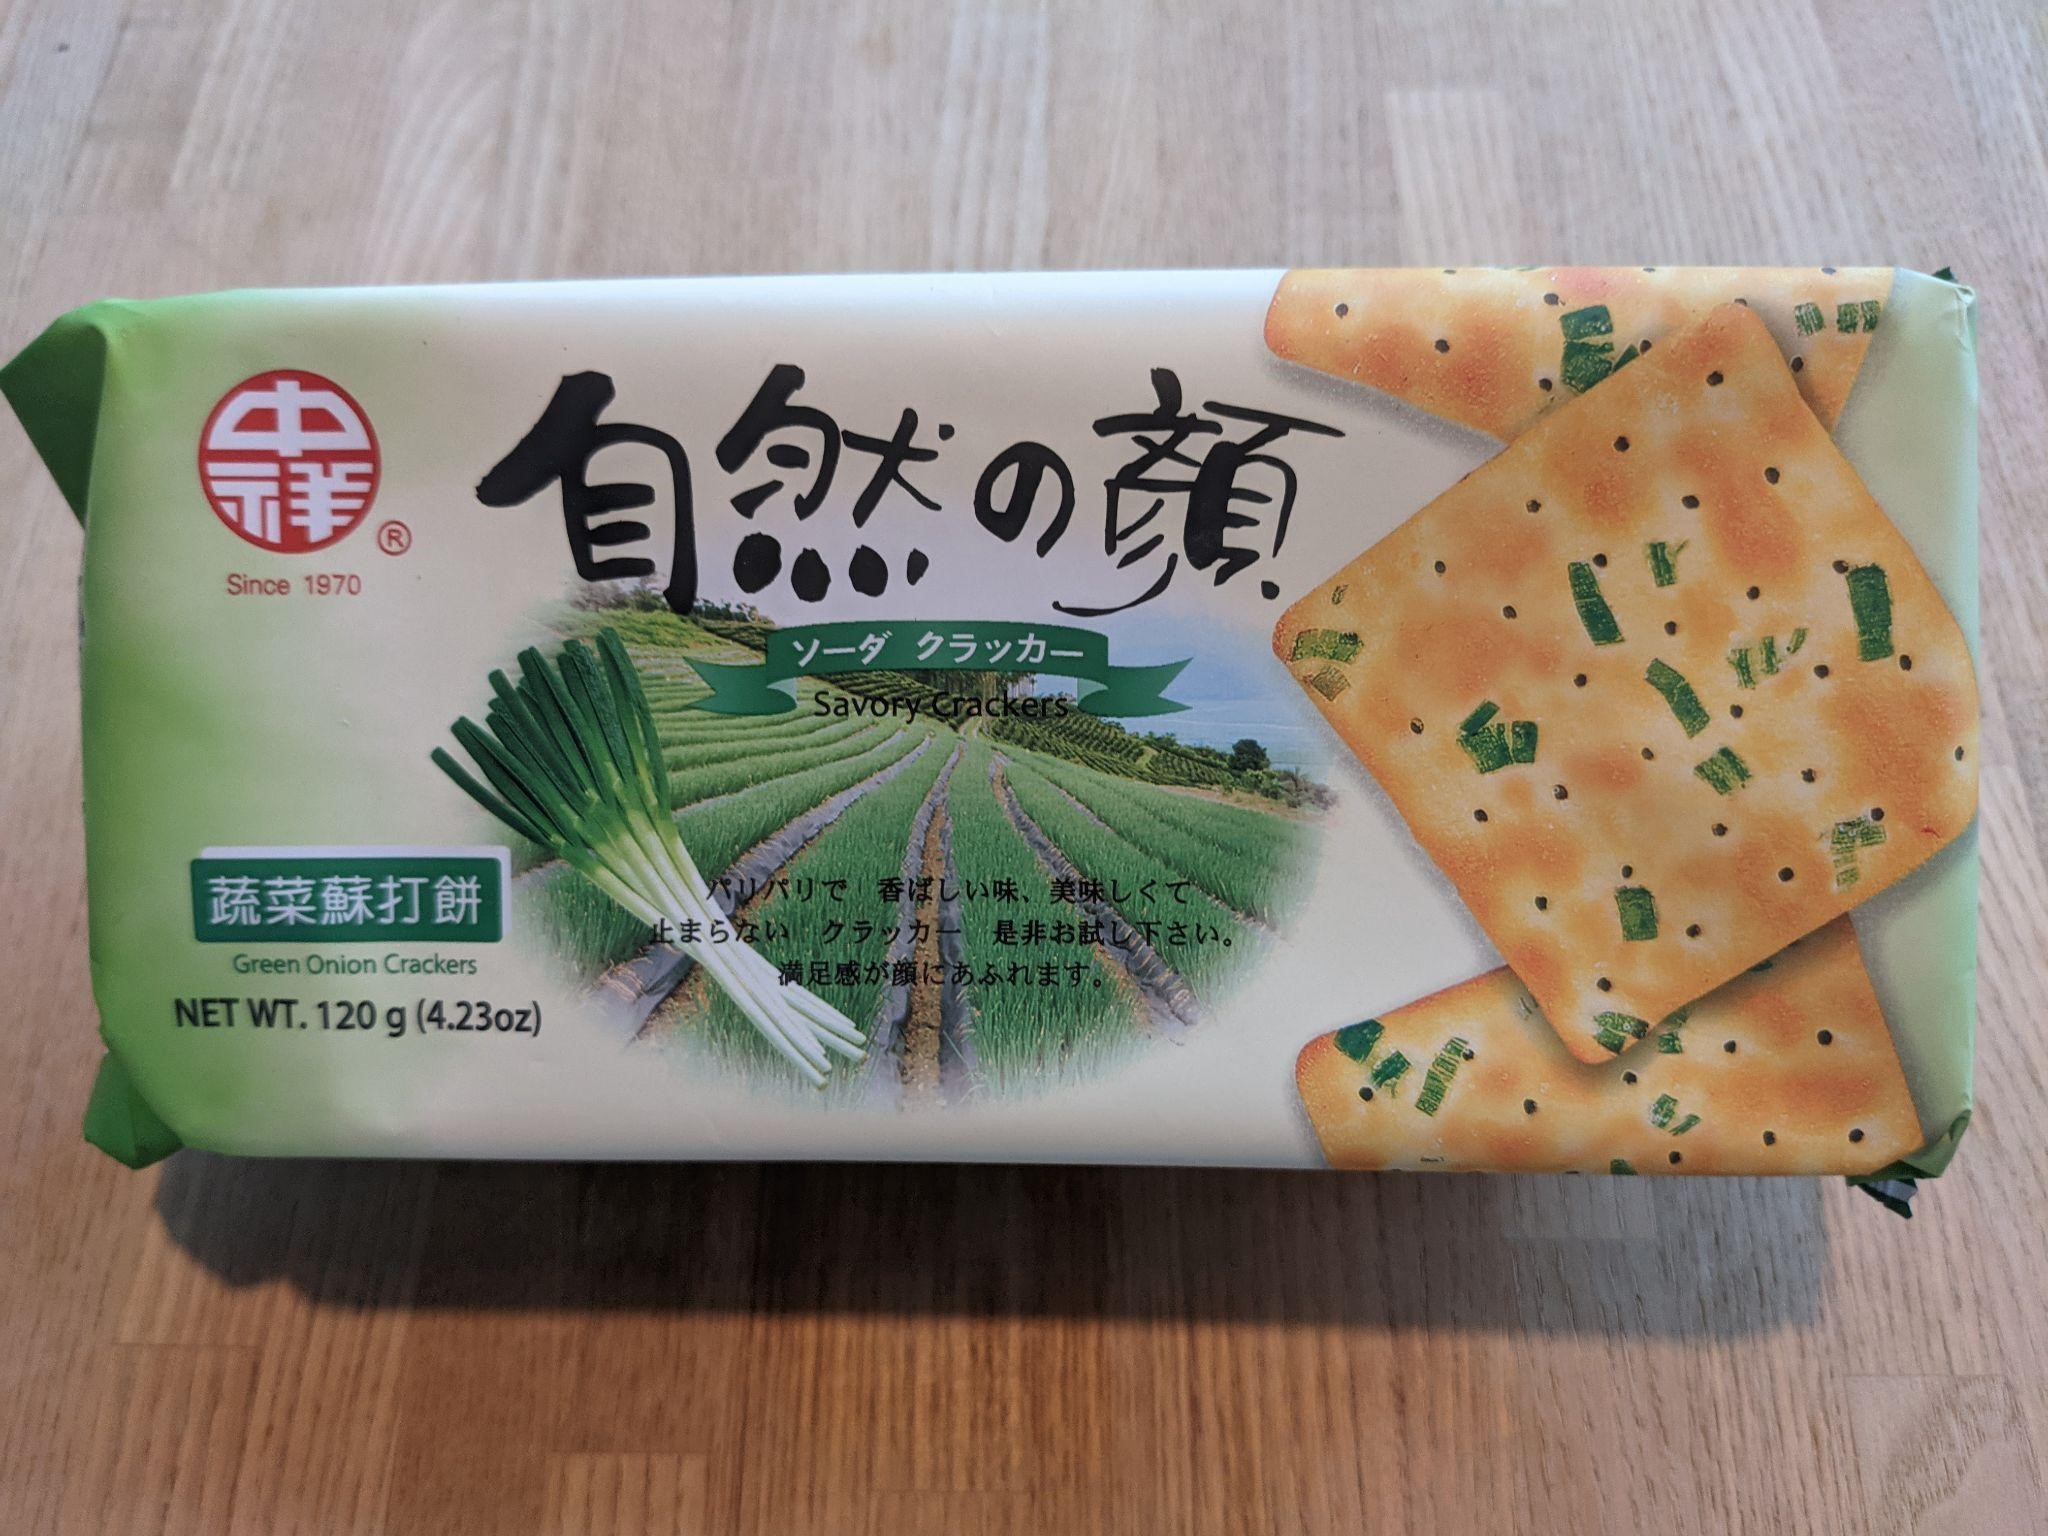 中祥
®
Since 1970
自然の顔
ソーダ クラッカー
Savory Crackers
蔬菜蘇打餅
Green Onion Crackers
NET WT. 120 g (4.23oz)
パリパリで 香ばしい味、美味しくて
止まらない クラッカー 是非お試し下さい。
満足感が顔にあふれます。